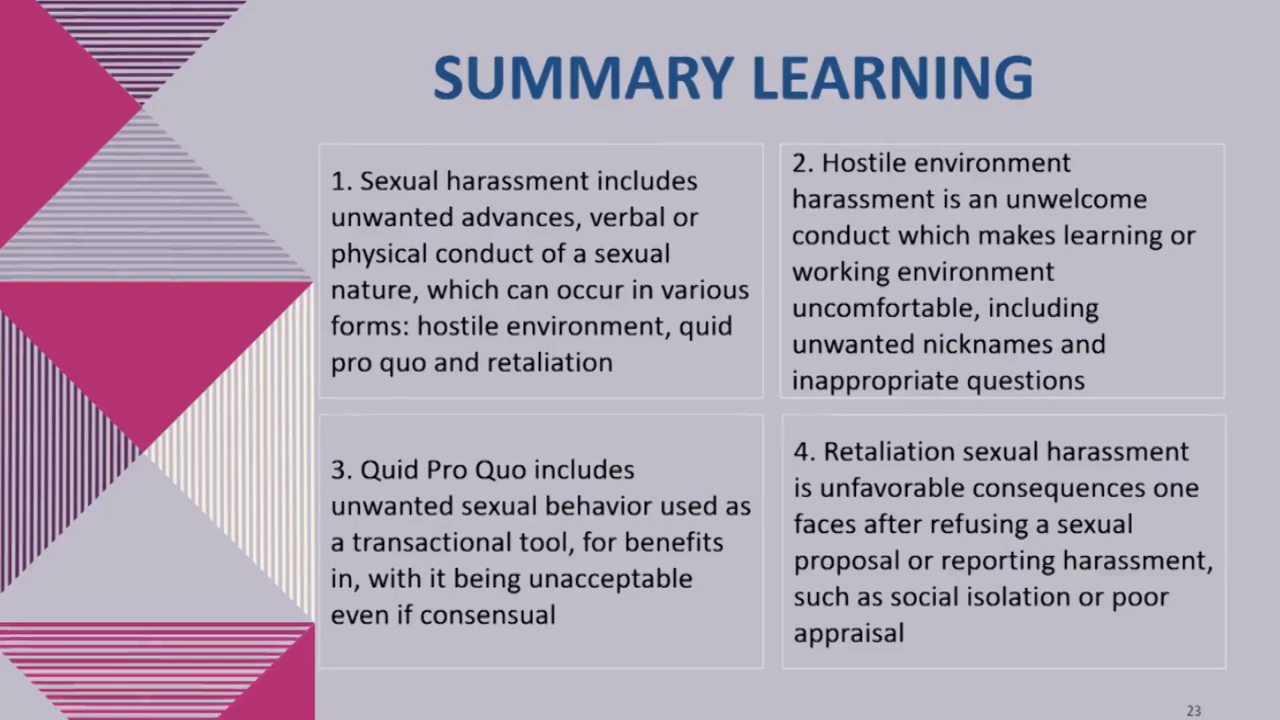 SUMMARY LEARNING
1. Sexual harassment includes
unwanted advances, verbal or
physical conduct of a sexual
nature, which can occur in various
forms: hostile environment, quid
pro quo and retaliation
2. Hostile environment
harassment is an unwelcome
conduct which makes learning or
working environment
uncomfortable, including
unwanted nicknames and
inappropriate questions
3. Quid Pro Quo includes
unwanted sexual behavior used as
a transactional tool, for benefits
in, with it being unacceptable
even if consensual
4. Retaliation sexual harassment
is unfavorable consequences one
faces after refusing a sexual
proposal or reporting harassment,
such as social isolation or poor
appraisal
23